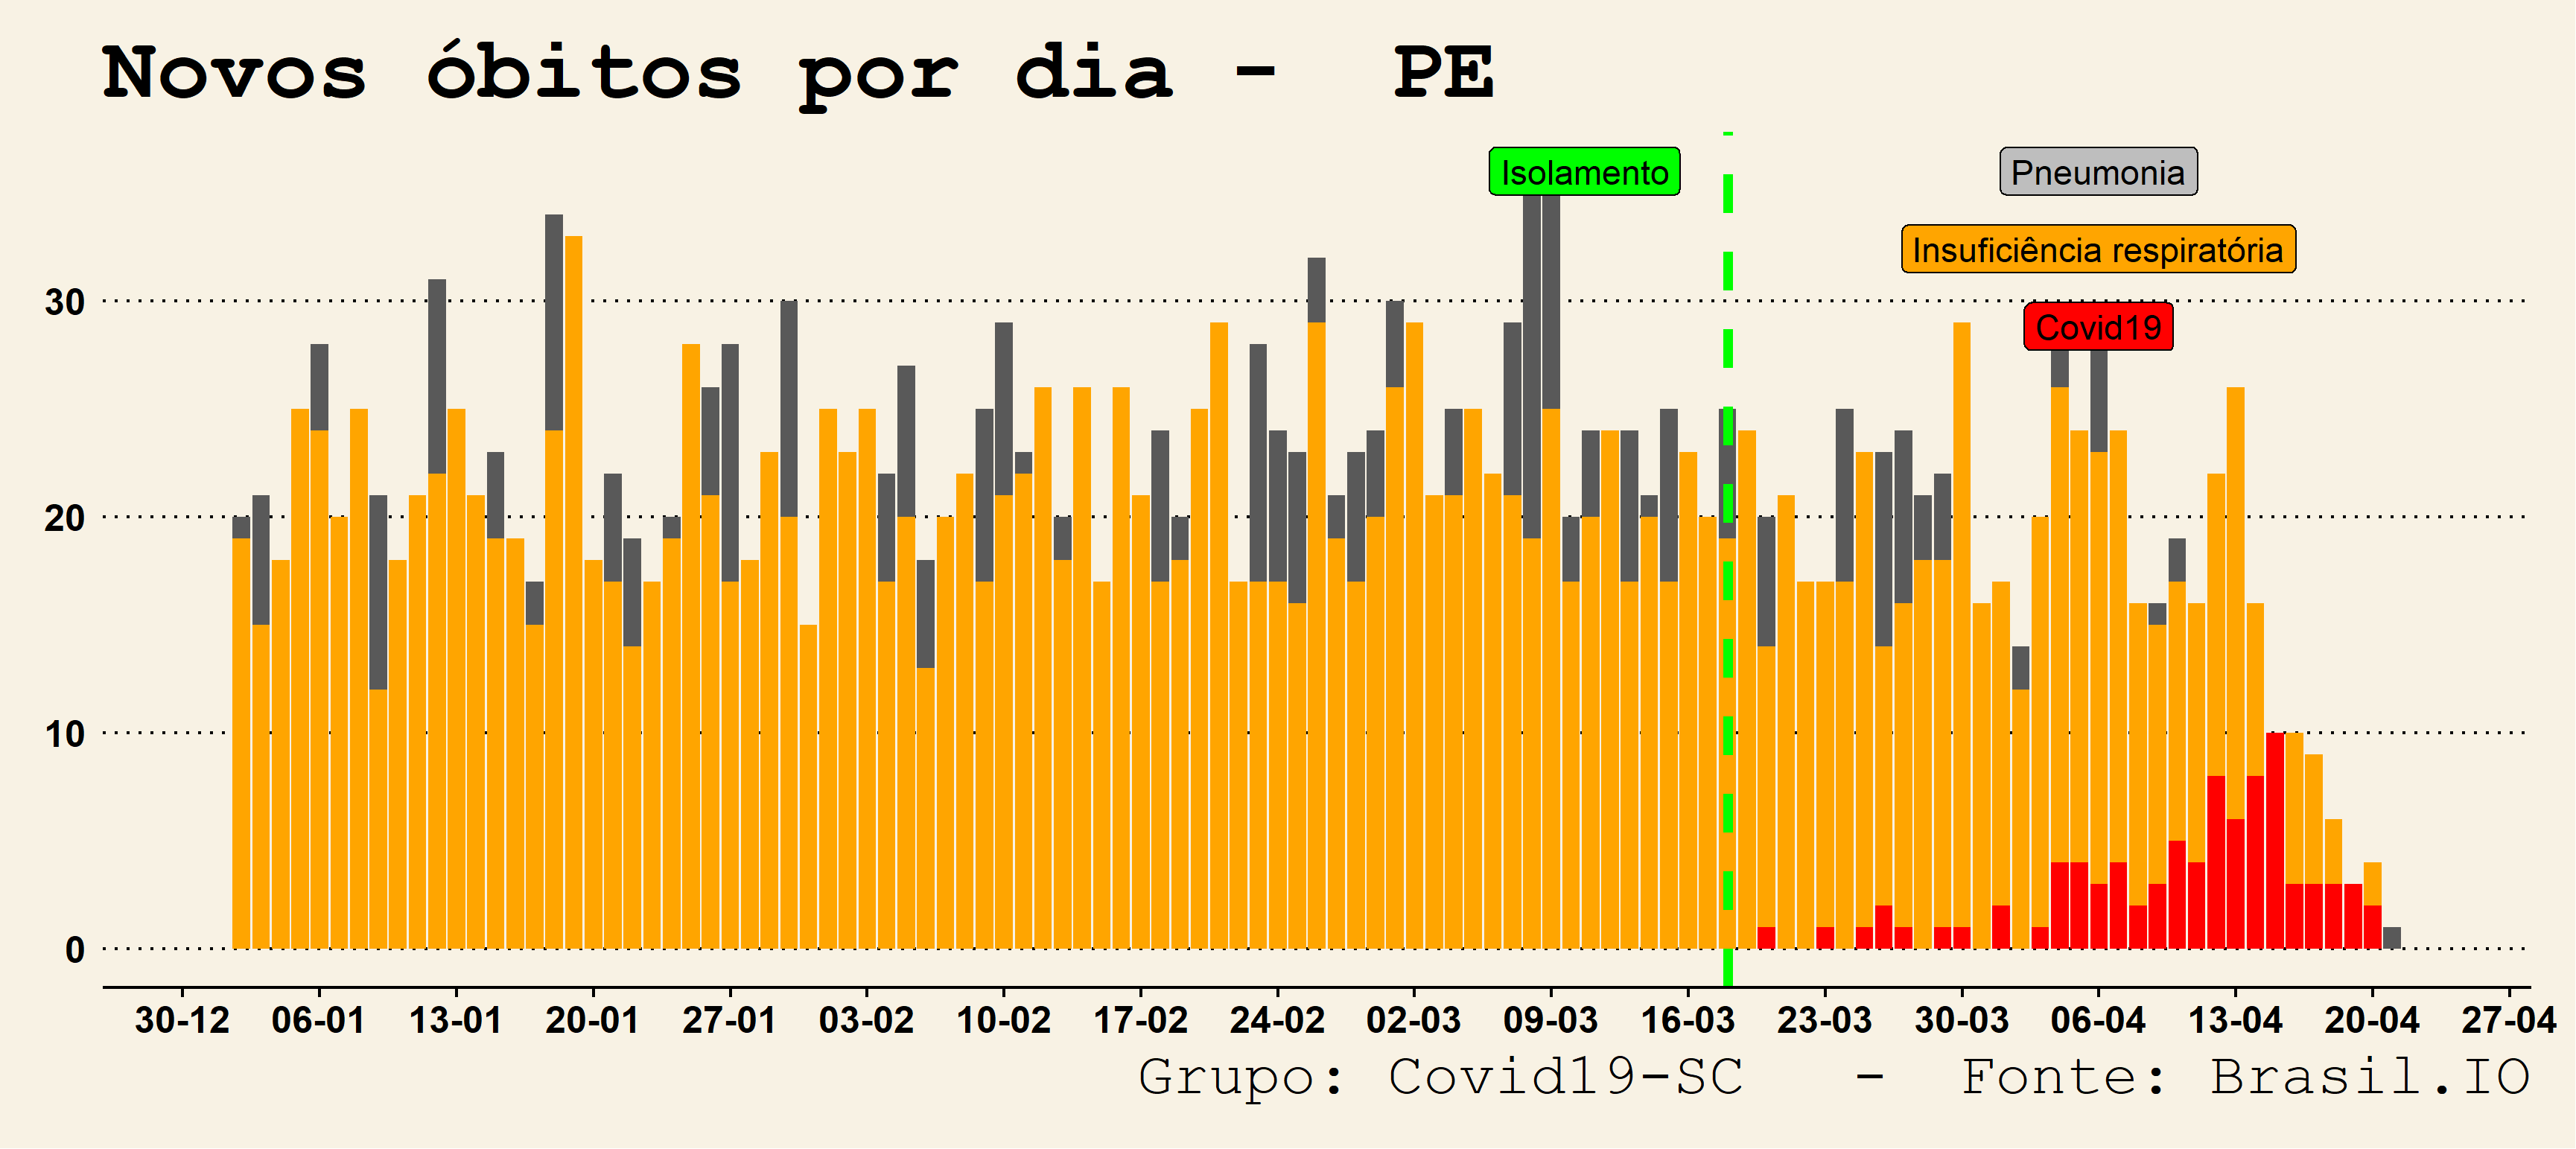 Novos óbitos por dia - PE
Isolamento
Pneumonia
Insuficiência respiratória
Covid19
30
20
10
0
30-12 06-01 13-01 20-01 27-01 03-02 10-02 17-02 24-02 02-03 09-03 16-03 23-03 30-03 06-04 13-04 20-04 27-04
Grupo: Covid19-SC - Fonte: Brasil.IO